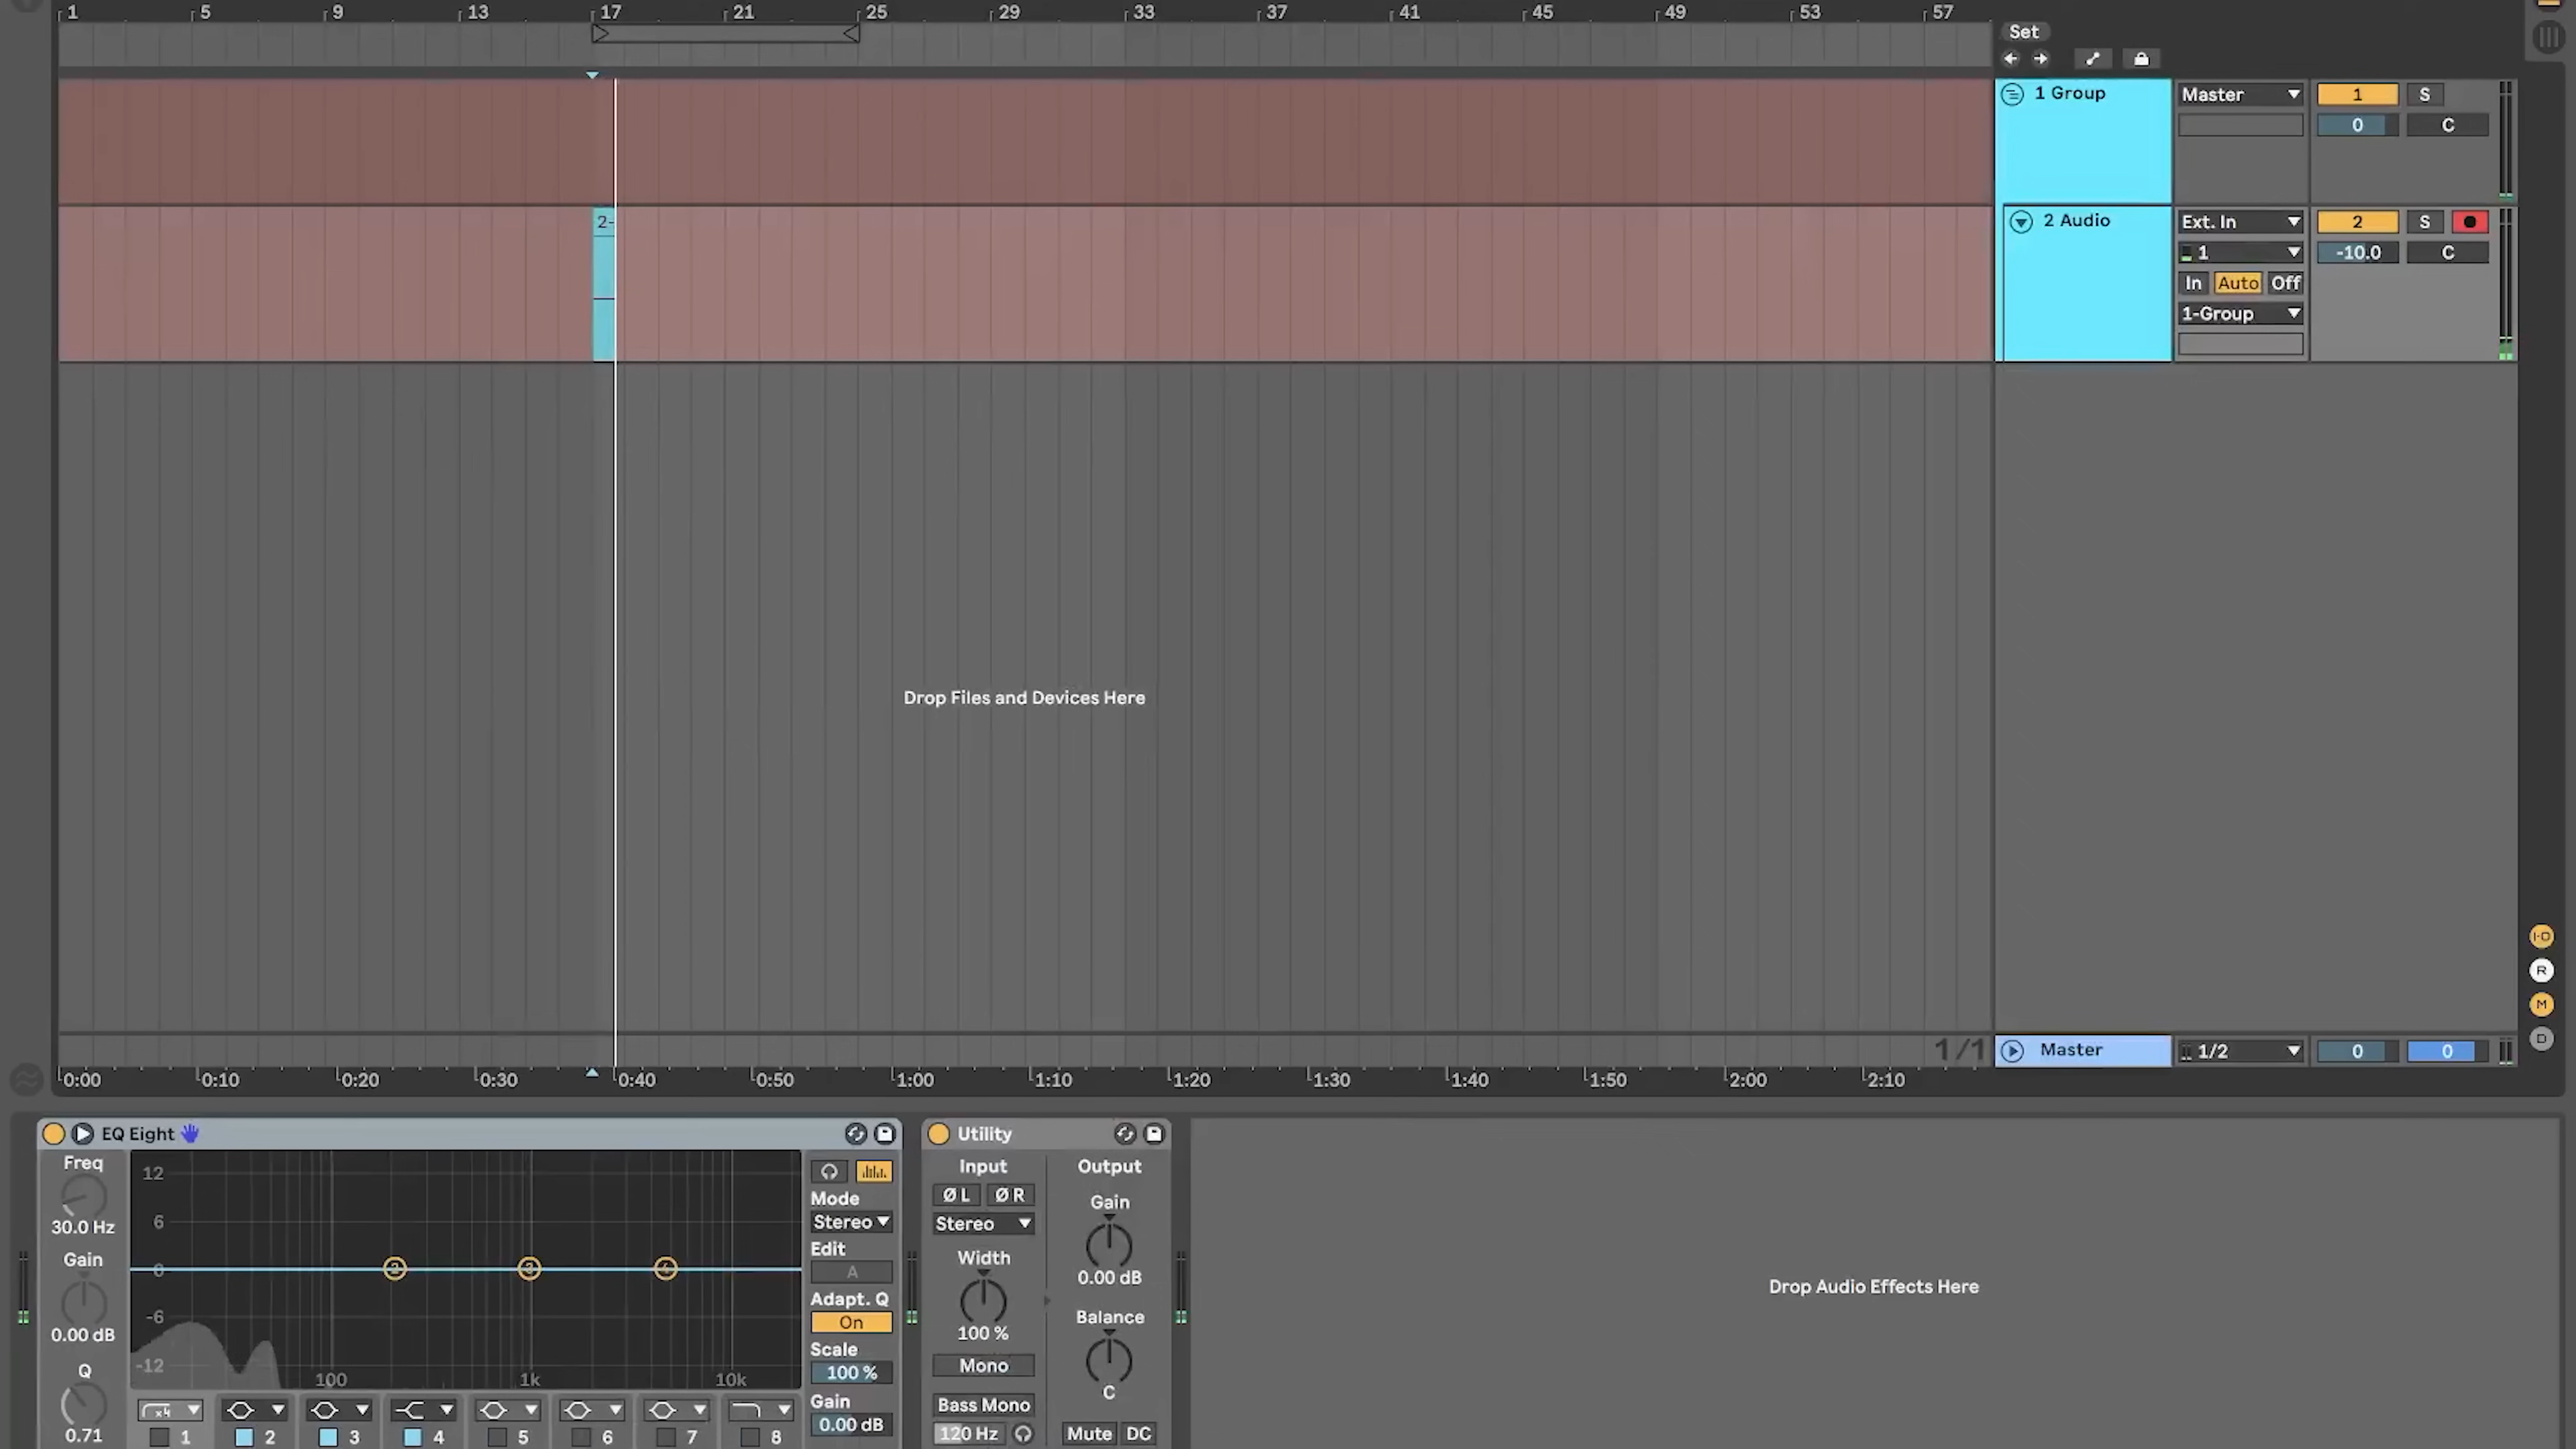 1 5 9 13 17 21 25 29 33 37 41 45 49 53 57
Set
1 Group Master 1 S
0 C
2- 2 Audio Ext. In 2 S
1 -10.0 C
In Auto Off
1-Group
Drop Files and Devices Here
I-O
R
M
D
1/1 Master 1/2 0 0
0:00 0:10 0:20 0:30 0:40 0:50 1:00 1:10 1:20 1:30 1:40 1:50 2:00 2:10
EQ Eight
Freq
30.0 Hz
Gain
0.00 dB
Q
0.71
12
6
0
-6
-12
2 3 4
100 1k 10k
x4
1 2 3 4 5 6 7 8
Mode
Stereo
Edit
A
Adapt. Q
On
Scale
100 %
Gain
0.00 dB
Utility
Input
Ø L Ø R
Stereo
Width
100 %
Mono
Bass Mono
120 Hz
Output
Gain
0.00 dB
Balance
C
Mute DC
Drop Audio Effects Here